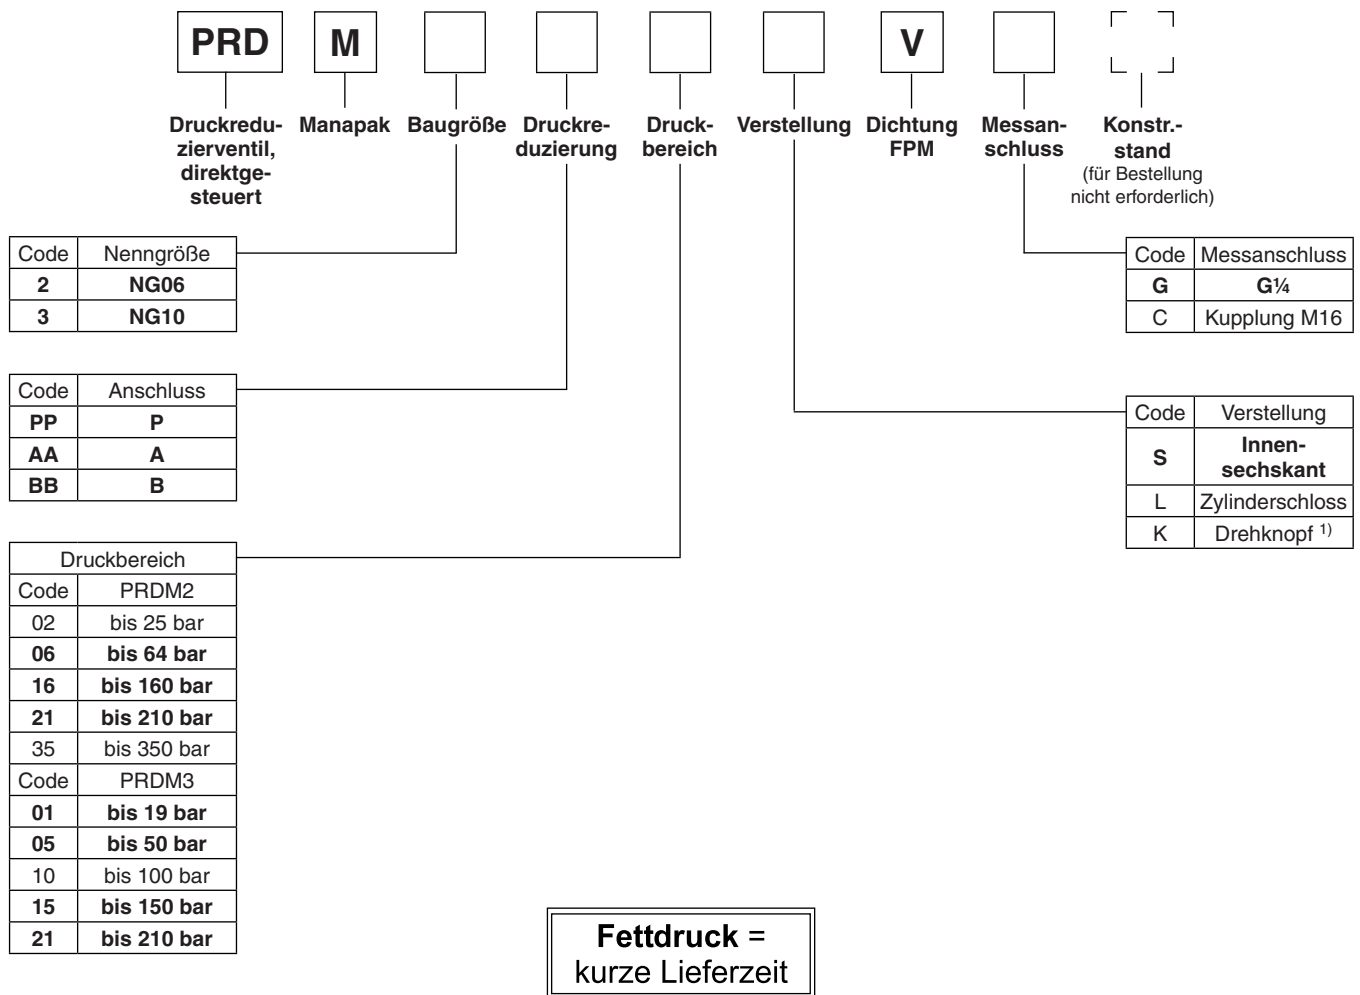 PRD M V
Druckredu-
zierventil,
direktge-
steuert
Manapak
Baugröße
Druckre-
duzierung
Druck-
bereich
Verstellung
Dichtung
FPM
Messan-
schluss
Konstr.-
stand
(für Bestellung
nicht erforderlich)
Code Nenngröße
2 NG06
3 NG10
Code Anschluss
PP P
AA A
BB B
Druckbereich
Code PRDM2
02 bis 25 bar
06 bis 64 bar
16 bis 160 bar
21 bis 210 bar
35 bis 350 bar
Code PRDM3
01 bis 19 bar
05 bis 50 bar
10 bis 100 bar
15 bis 150 bar
21 bis 210 bar
Code Messanschluss
G G¼
C Kupplung M16
Code Verstellung
S Innen-
sechskant
L Zylinderschloss
K Drehknopf 1)
Fettdruck =
kurze Lieferzeit